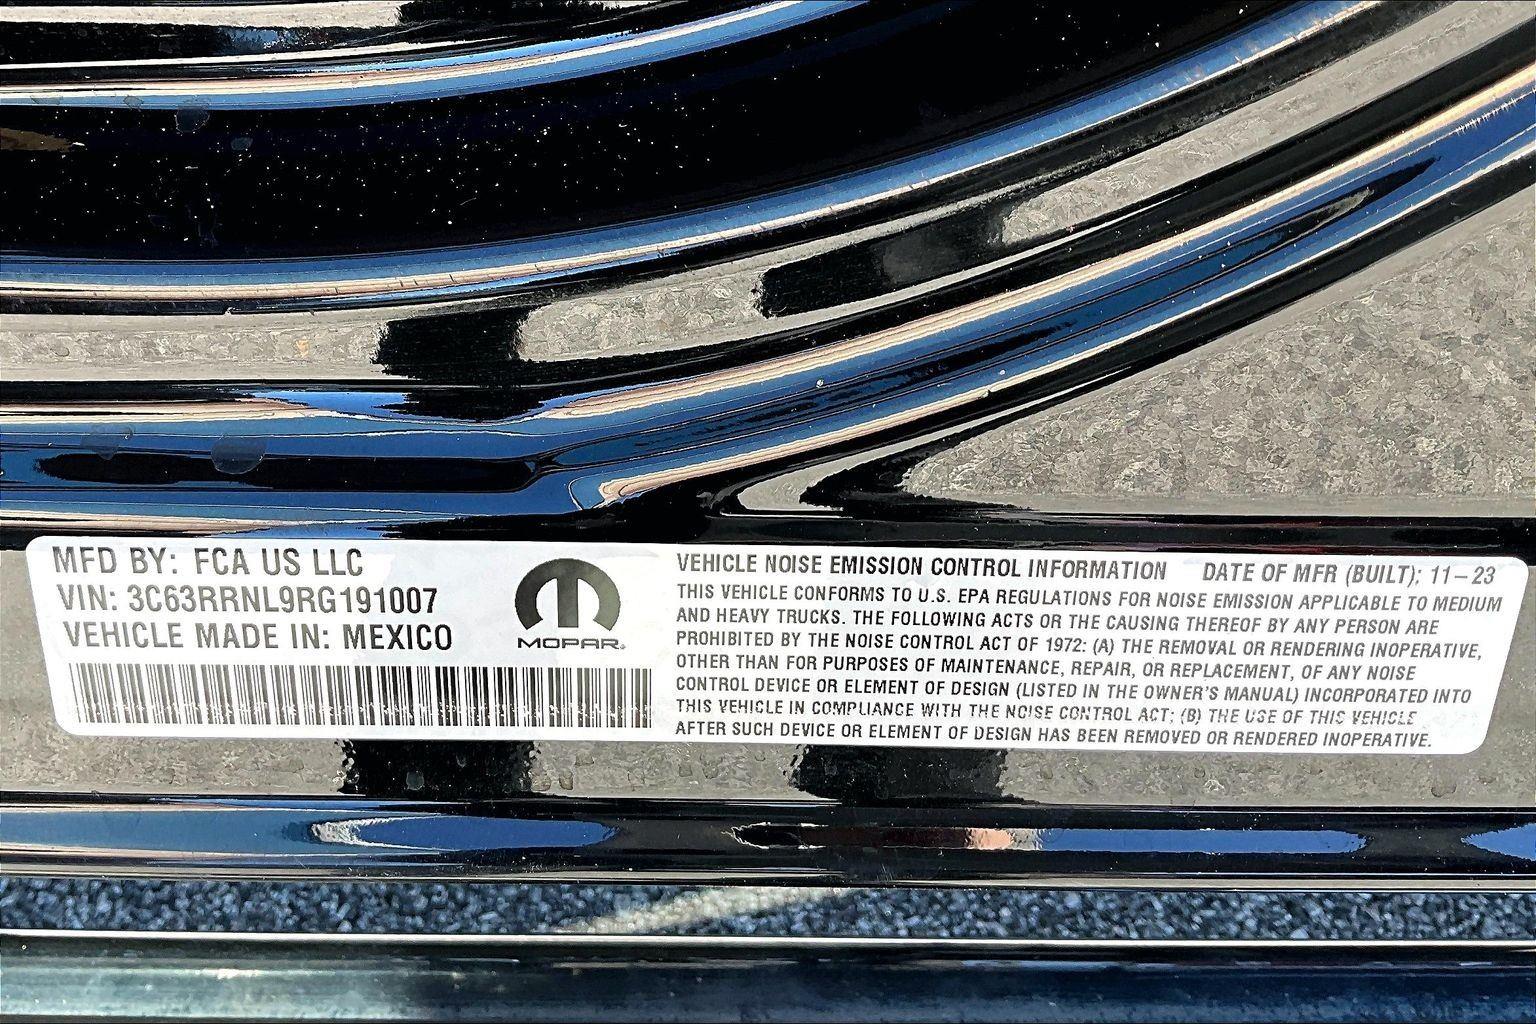 MFD BY: FCA US LLC
VIN: 3C63RRNL9RG191007
VEHICLE MADE IN: MEXICO
MOPAR®
VEHICLE NOISE EMISSION CONTROL INFORMATION DATE OF MFR (BUILT): 11-23
THIS VEHICLE CONFORMS TO U.S. EPA REGULATIONS FOR NOISE EMISSION APPLICABLE TO MEDIUM
AND HEAVY TRUCKS. THE FOLLOWING ACTS OR THE CAUSING THEREOF BY ANY PERSON ARE
PROHIBITED BY THE NOISE CONTROL ACT OF 1972: (A) THE REMOVAL OR RENDERING INOPERATIVE,
OTHER THAN FOR PURPOSES OF MAINTENANCE, REPAIR, OR REPLACEMENT, OF ANY NOISE
CONTROL DEVICE OR ELEMENT OF DESIGN (LISTED IN THE OWNER'S MANUAL) INCORPORATED INTO
THIS VEHICLE IN COMPLIANCE WITH THE NOISE CONTROL ACT; (B) THE USE OF THIS VEHICLE
AFTER SUCH DEVICE OR ELEMENT OF DESIGN HAS BEEN REMOVED OR RENDERED INOPERATIVE.